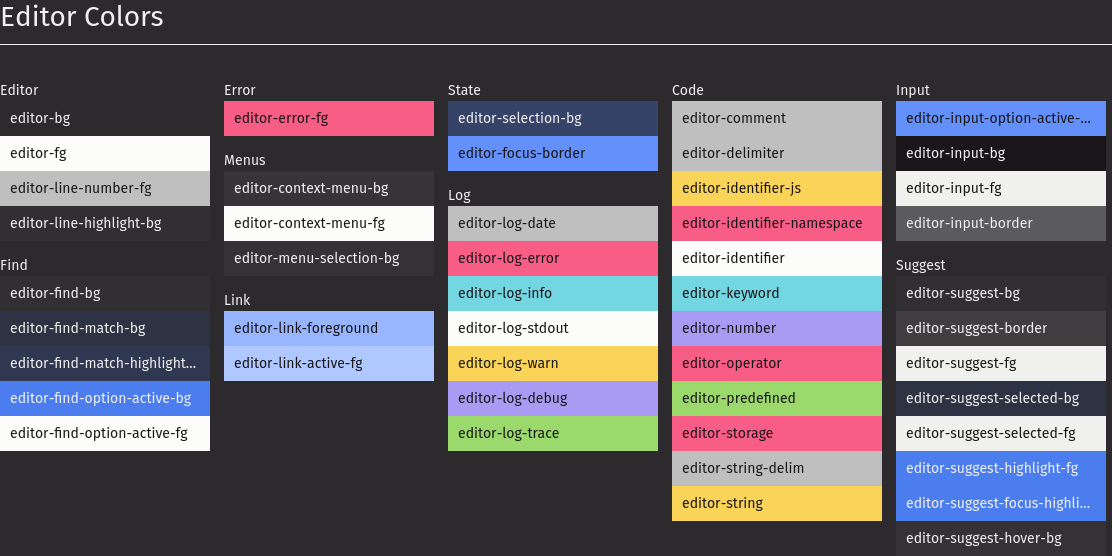 Editor Colors
Editor
editor-bg
editor-fg
editor-line-number-fg
editor-line-highlight-bg
Find
editor-find-bg
editor-find-match-bg
editor-find-match-highlight...
editor-find-option-active-bg
editor-find-option-active-fg
Error
editor-error-fg
Menus
editor-context-menu-bg
editor-context-menu-fg
editor-menu-selection-bg
Link
editor-link-foreground
editor-link-active-fg
State
editor-selection-bg
editor-focus-border
Log
editor-log-date
editor-log-error
editor-log-info
editor-log-stdout
editor-log-warn
editor-log-debug
editor-log-trace
Code
editor-comment
editor-delimiter
editor-identifier-js
editor-identifier-namespace
editor-identifier
editor-keyword
editor-number
editor-operator
editor-predefined
editor-storage
editor-string-delim
editor-string
Input
editor-input-option-active-...
editor-input-bg
editor-input-fg
editor-input-border
Suggest
editor-suggest-bg
editor-suggest-border
editor-suggest-fg
editor-suggest-selected-bg
editor-suggest-selected-fg
editor-suggest-highlight-fg
editor-suggest-focus-highli...
editor-suggest-hover-bg